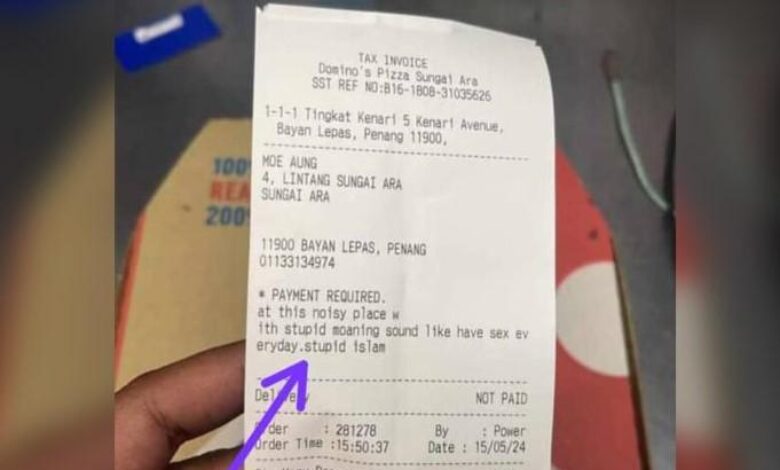 TAX INVOICE
Domino's Pizza Sungai Ara
SST REF NO:B16-1808-31035626
1-1-1 Tingkat Kenari 5 Kenari Avenue,
Bayan Lepas, Penang 11900,
MOE AUNG
4, LINTANG SUNGAI ARA
SUNGAI ARA
11900 BAYAN LEPAS, PENANG
01133134974
* PAYMENT REQUIRED.
at this noisy place w
ith stupid moaning sound like have sex ev
eryday.stupid islam
Delivery NOT PAID
Order : 281278 By : Power
Order Time :15:50:37 Date : 15/05/24
100%
REA
200%